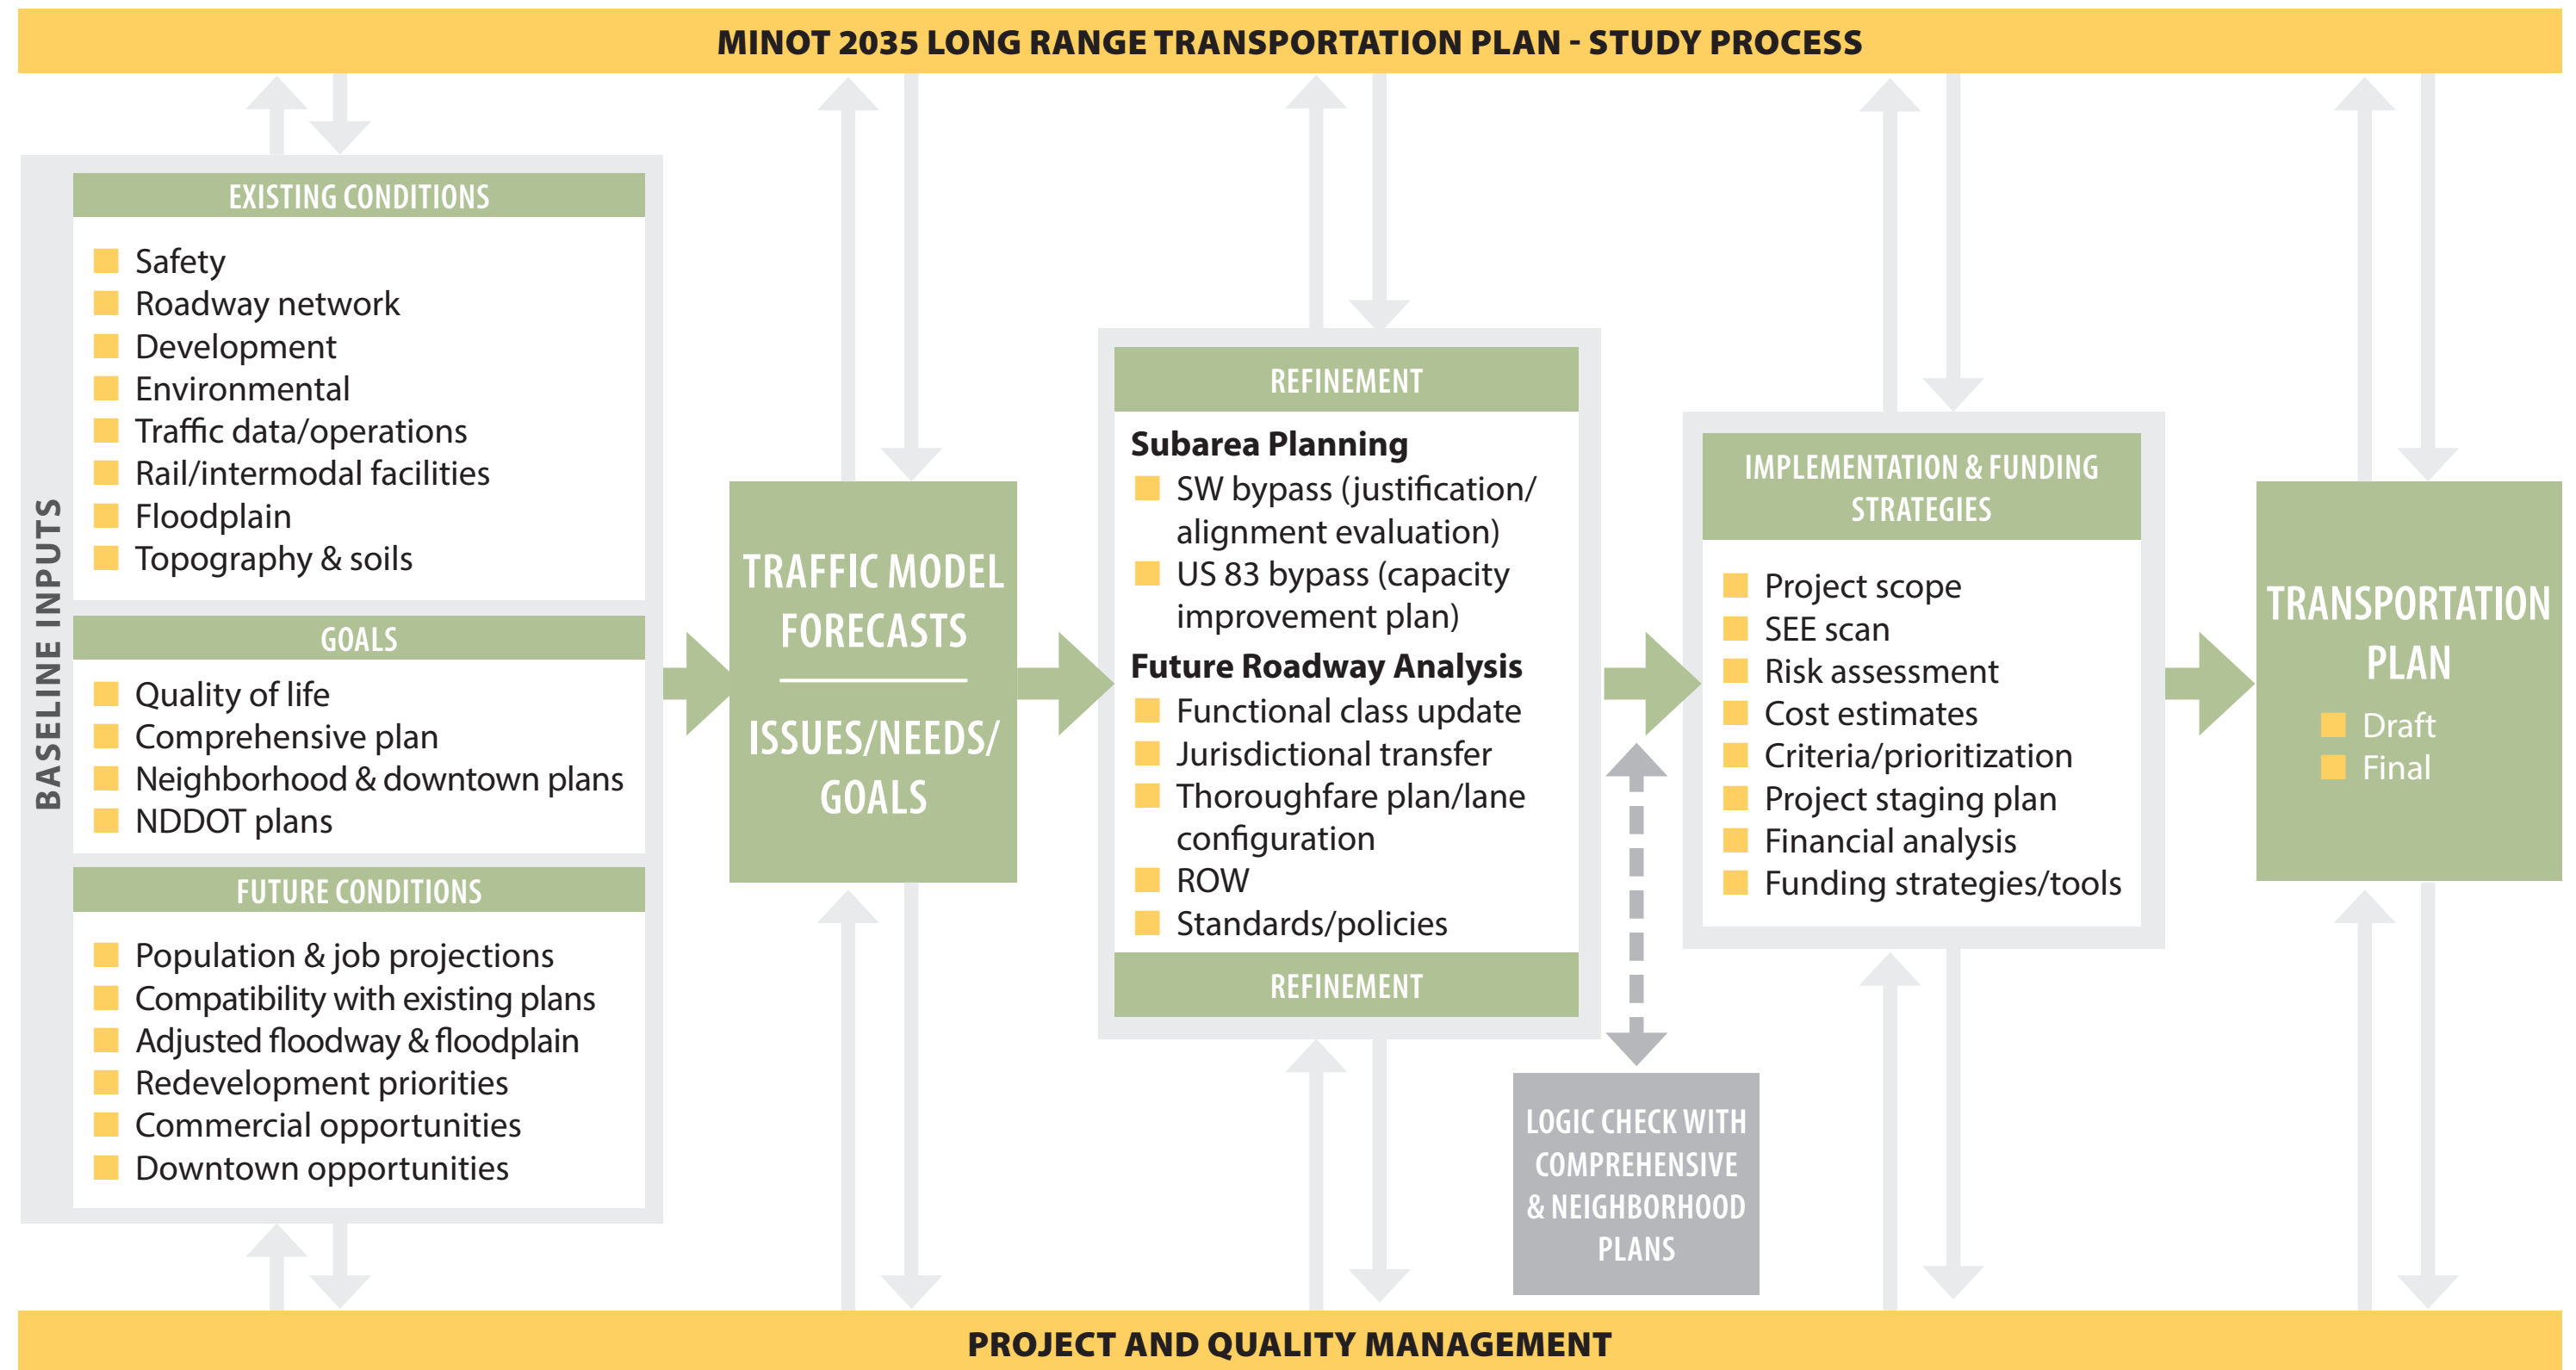 MINOT 2035 LONG RANGE TRANSPORTATION PLAN - STUDY PROCESS
BASELINE INPUTS
EXISTING CONDITIONS
Safety
Roadway network
Development
Environmental
Traffic data/operations
Rail/intermodal facilities
Floodplain
Topography & soils
GOALS
Quality of life
Comprehensive plan
Neighborhood & downtown plans
NDDOT plans
FUTURE CONDITIONS
Population & job projections
Compatibility with existing plans
Adjusted floodway & floodplain
Redevelopment priorities
Commercial opportunities
Downtown opportunities
TRAFFIC MODEL
FORECASTS
ISSUES/NEEDS/
GOALS
REFINEMENT
Subarea Planning
SW bypass (justification/
alignment evaluation)
US 83 bypass (capacity
improvement plan)
Future Roadway Analysis
Functional class update
Jurisdictional transfer
Thoroughfare plan/lane
configuration
ROW
Standards/policies
REFINEMENT
LOGIC CHECK WITH
COMPREHENSIVE
& NEIGHBORHOOD
PLANS
IMPLEMENTATION & FUNDING
STRATEGIES
Project scope
SEE scan
Risk assessment
Cost estimates
Criteria/prioritization
Project staging plan
Financial analysis
Funding strategies/tools
TRANSPORTATION
PLAN
Draft
Final
PROJECT AND QUALITY MANAGEMENT